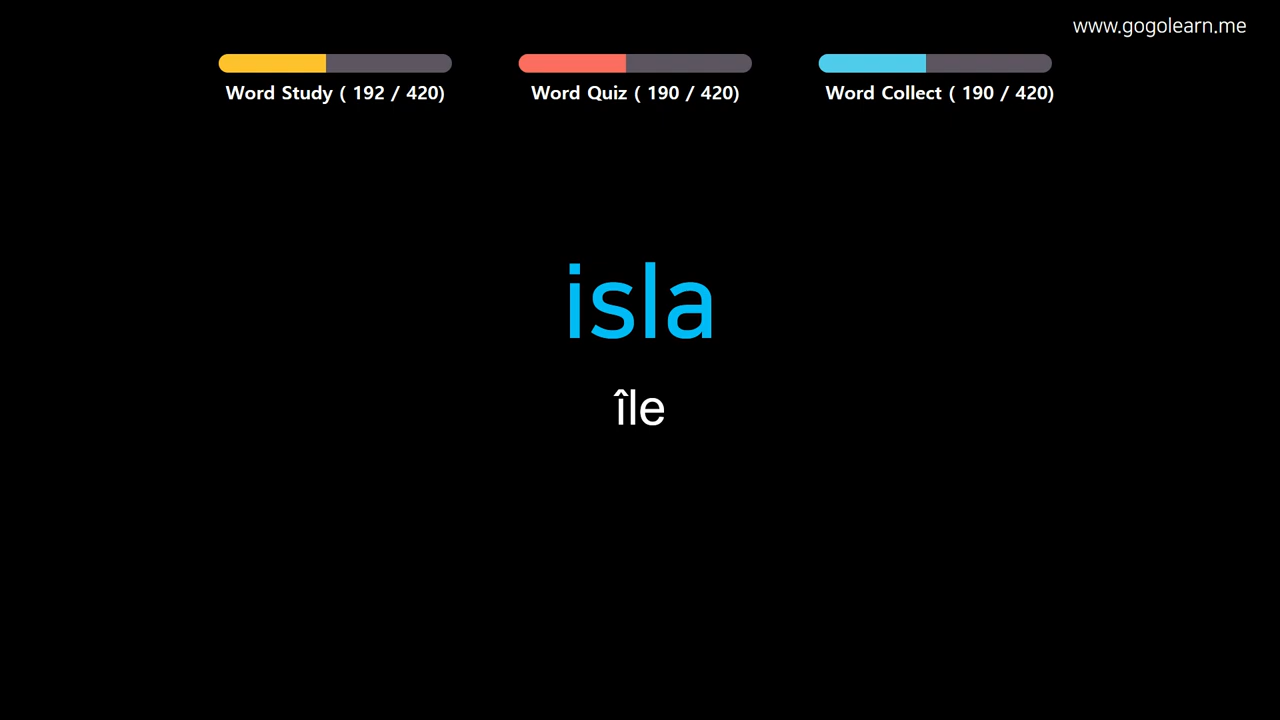 www.gogolearn.me
Word Study ( 192 / 420)
Word Quiz ( 190 / 420)
Word Collect ( 190 / 420)
isla
île